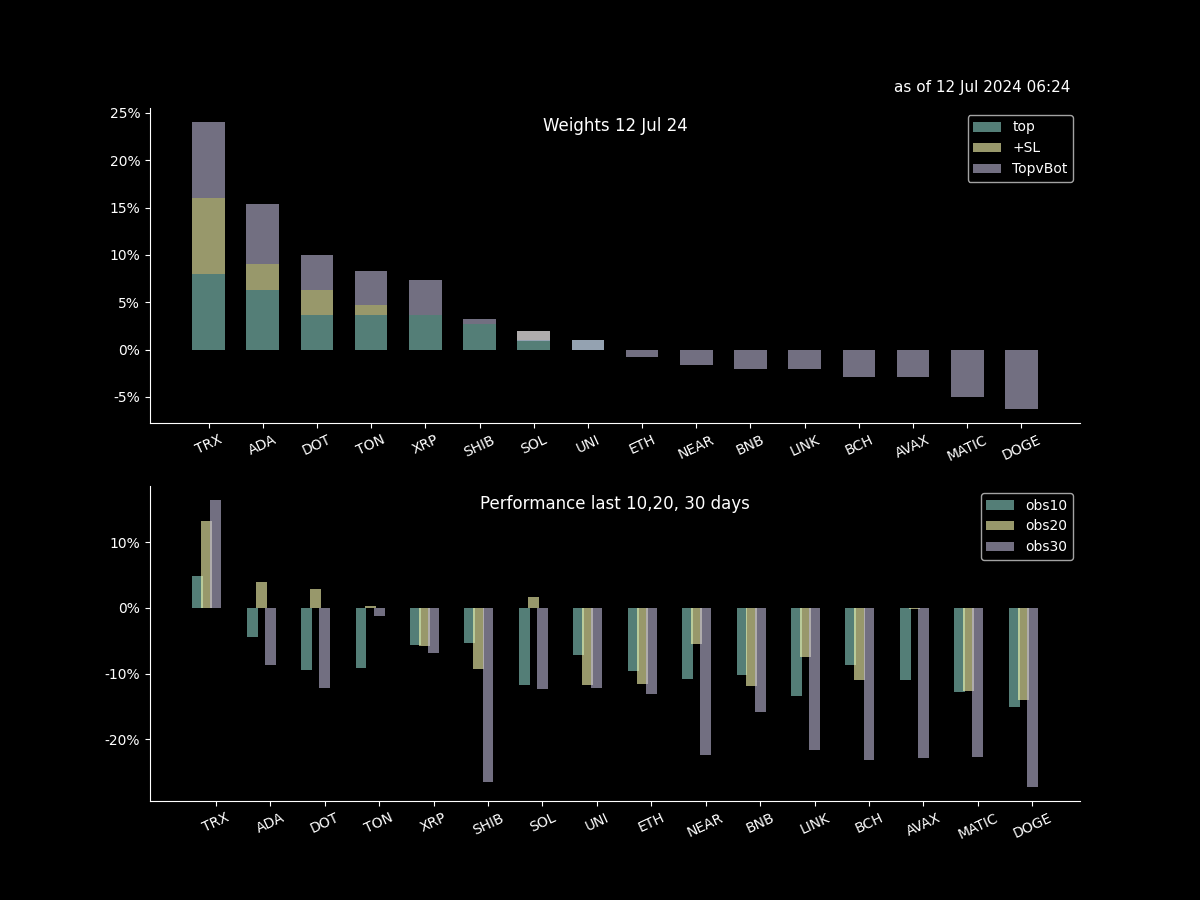 as of 12 Jul 2024 06:24
Weights 12 Jul 24
top
+SL
TopvBot
25%
20%
15%
10%
5%
0%
-5%
TRX ADA DOT TON XRP SHIB SOL UNI ETH NEAR BNB LINK BCH AVAX MATIC DOGE
Performance last 10,20, 30 days
obs10
obs20
obs30
10%
0%
-10%
-20%
TRX ADA DOT TON XRP SHIB SOL UNI ETH NEAR BNB LINK BCH AVAX MATIC DOGE